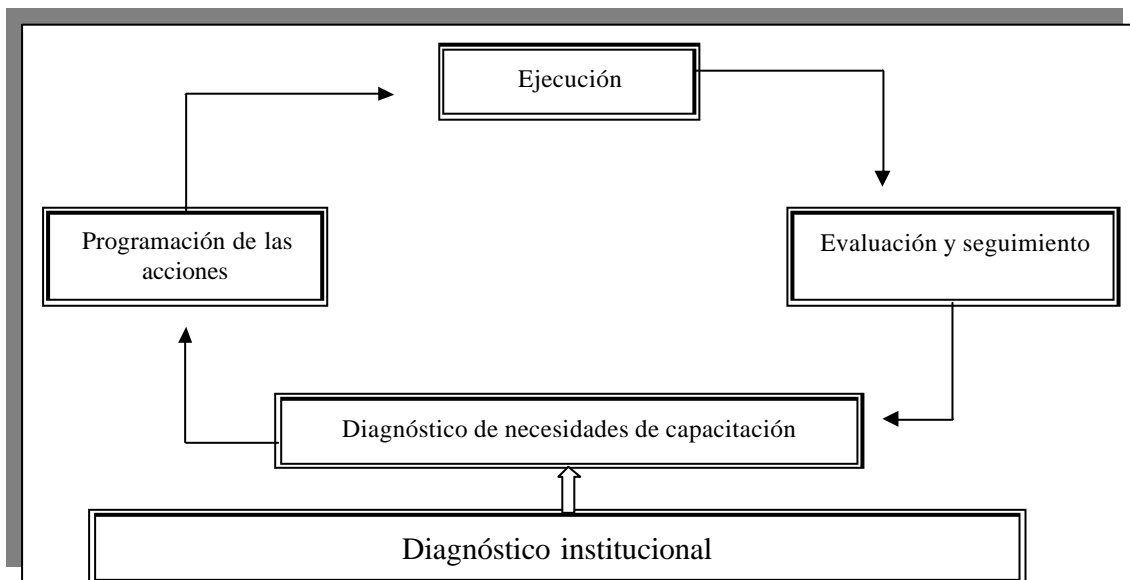 Ejecución
Programación de las
acciones
Evaluación y seguimiento
Diagnóstico de necesidades de capacitación
Diagnóstico institucional